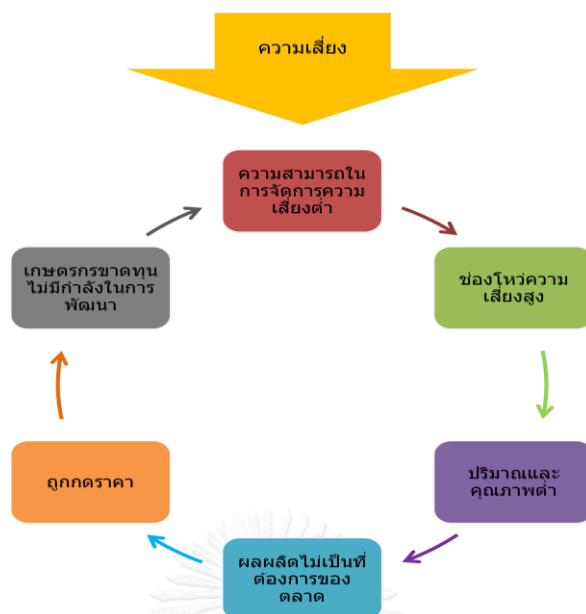 ความเสี่ยง
ความสามารถใน
การจัดการความ
เสี่ยงต่ำ
ช่องโหว่ความ
เสี่ยงสูง
ปริมาณและ
คุณภาพต่ำ
ผลผลิตไม่เป็นที่
ต้องการของ
ตลาด
ถูกกดราคา
เกษตรกรขาดทุน
ไม่มีกำลังในการ
พัฒนา